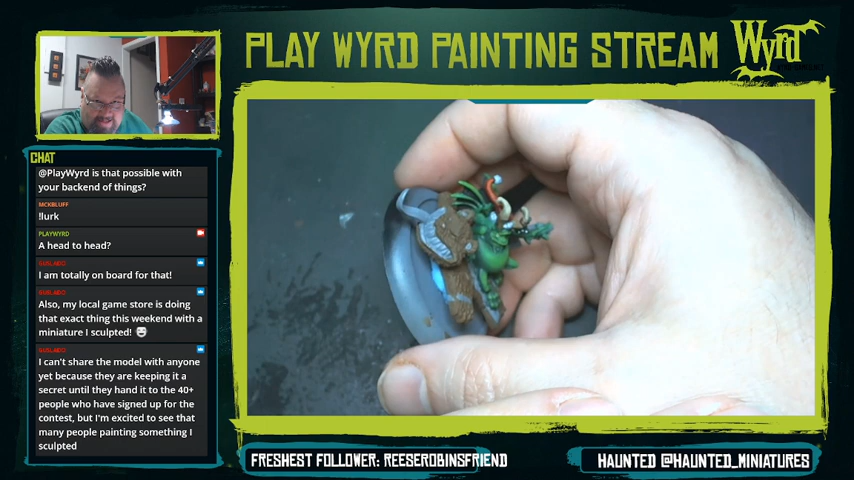 PLAY WYRD PAINTING STREAM
Wyrd
CHAT
@PlayWyrd is that possible with
your backend of things?
MCKBLUFF
!lurk
PLAYWYRD
A head to head?
I am totally on board for that!
Also, my local game store is doing
that exact thing this weekend with a
miniature I sculpted!
I can't share the model with anyone
yet because they are keeping it a
secret until they hand it to the 40+
people who have signed up for the
contest, but I'm excited to see that
many people painting something I
sculpted
FRESHEST FOLLOWER: REESEROBINSFRIEND
HAUNTED @HAUNTED_MINIATURES